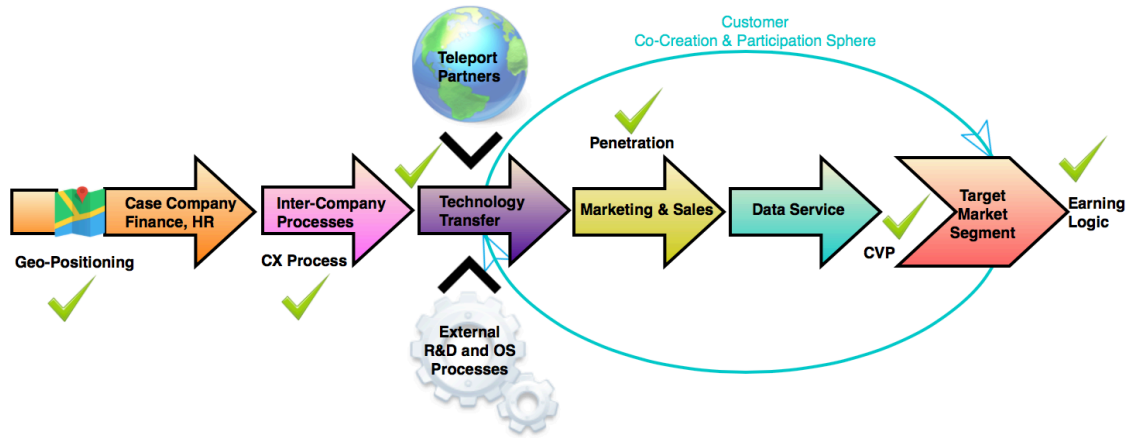 Customer
Co-Creation & Participation Sphere
Teleport
Partners
Penetration
Case Company
Finance, HR
Inter-Company
Processes
Technology
Transfer
Marketing & Sales
Data Service
Target
Market
Segment
Earning
Logic
Geo-Positioning
CX Process
CVP
External
R&D and OS
Processes